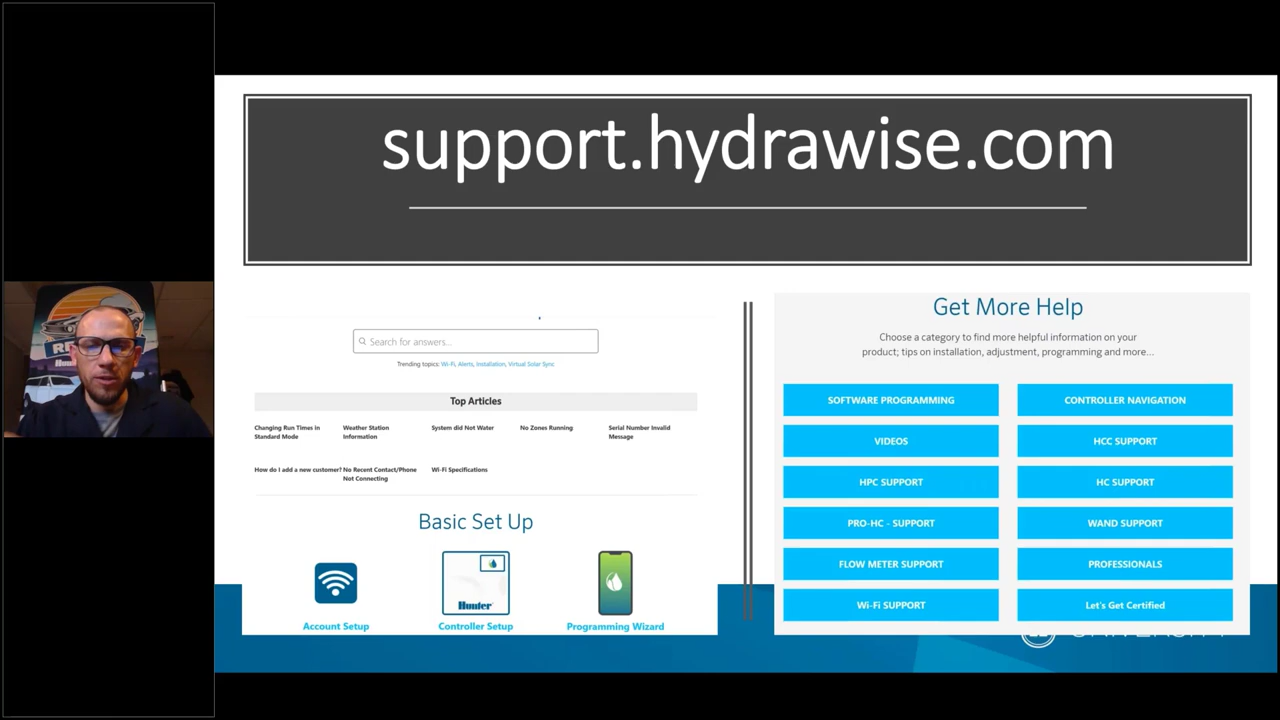 support.hydrawise.com
Search for answers...
Trending topics: Wi-Fi, Alerts, Installation, Virtual Solar Sync
Top Articles
Changing Run Times in
Standard Mode
Weather Station
Information
System did Not Water
No Zones Running
Serial Number Invalid
Message
How do I add a new customer?
No Recent Contact/Phone
Not Connecting
Wi-Fi Specifications
Basic Set Up
Hunter
Account Setup
Controller Setup
Programming Wizard
Get More Help
Choose a category to find more helpful information on your
product; tips on installation, adjustment, programming and more...
SOFTWARE PROGRAMMING
CONTROLLER NAVIGATION
VIDEOS
HCC SUPPORT
HPC SUPPORT
HC SUPPORT
PRO-HC - SUPPORT
WAND SUPPORT
FLOW METER SUPPORT
PROFESSIONALS
Wi-Fi SUPPORT
Let's Get Certified